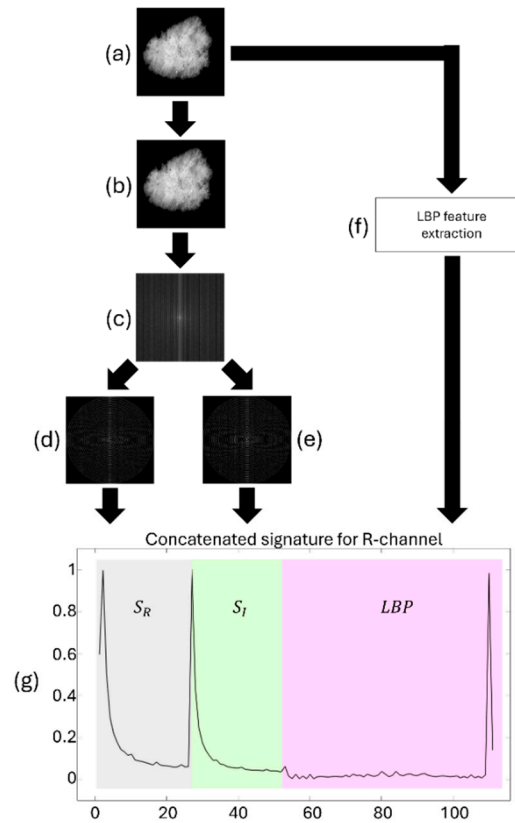 (a)
(b)
(f)
LBP feature
extraction
(c)
(d)
(e)
Concatenated signature for R-channel
1
0.8
0.6
0.4
0.2
0
S_R
S_I
LBP
(g)
0
20
40
60
80
100